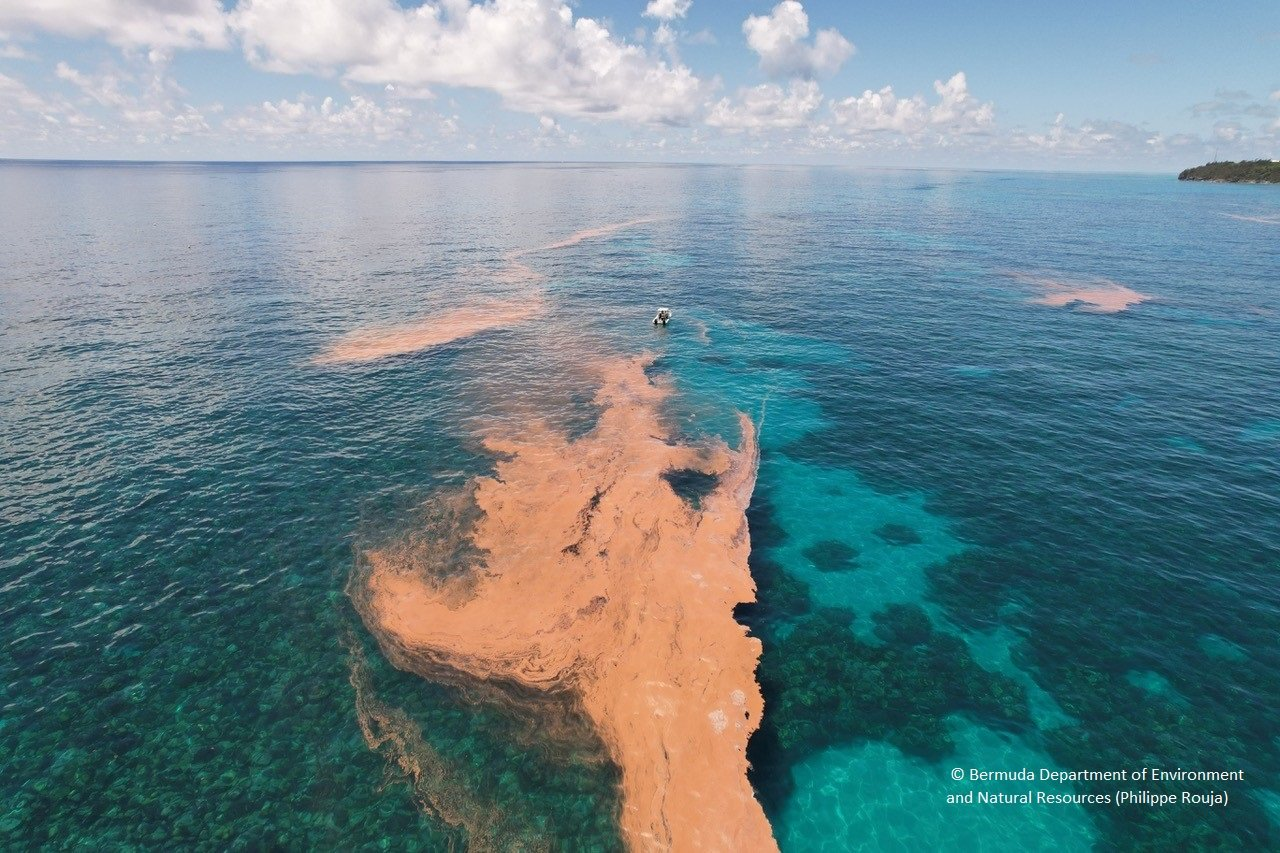 © Bermuda Department of Environment
and Natural Resources (Philippe Rouja)